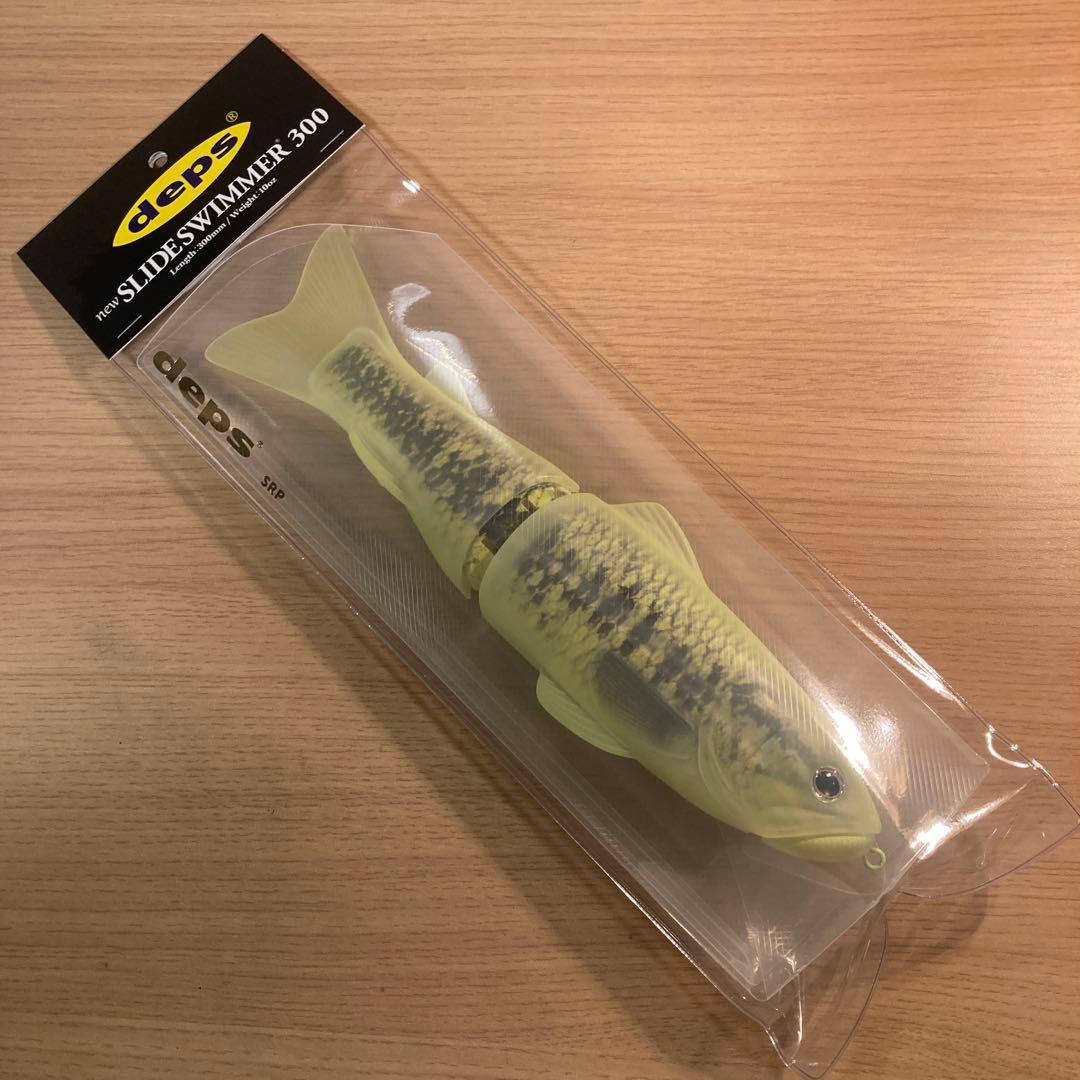 deps®
new SLIDESWIMMER® 300
Length:300mm / Weight:10oz
deps®
SRP